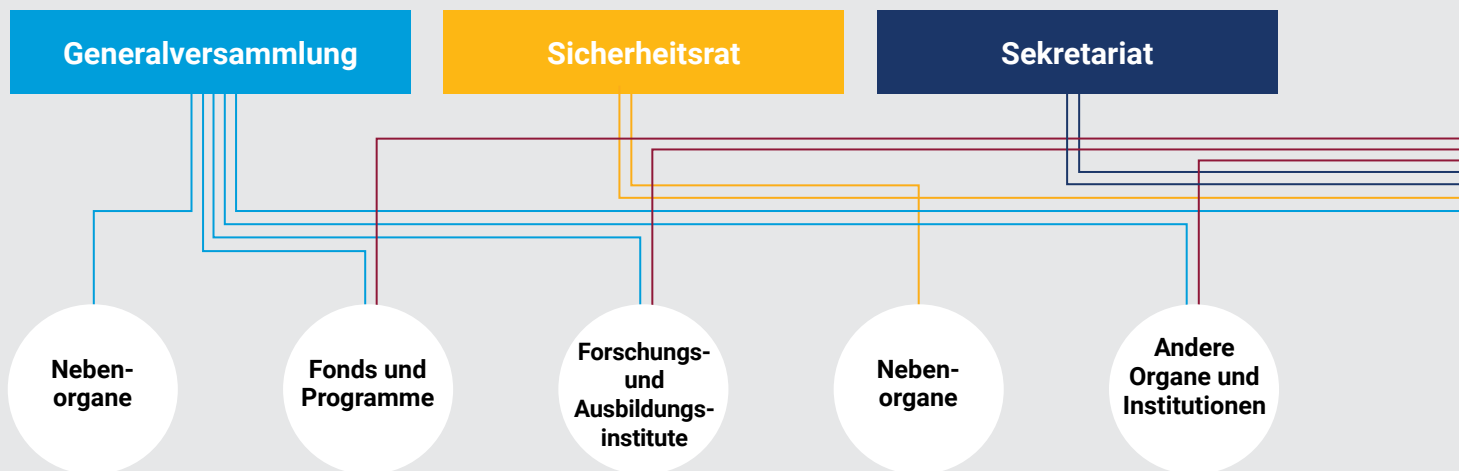 Generalversammlung
Sicherheitsrat
Sekretariat
Neben-
organe
Fonds und
Programme
Forschungs-
und
Ausbildungs-
institute
Neben-
organe
Andere
Organe und
Institutionen